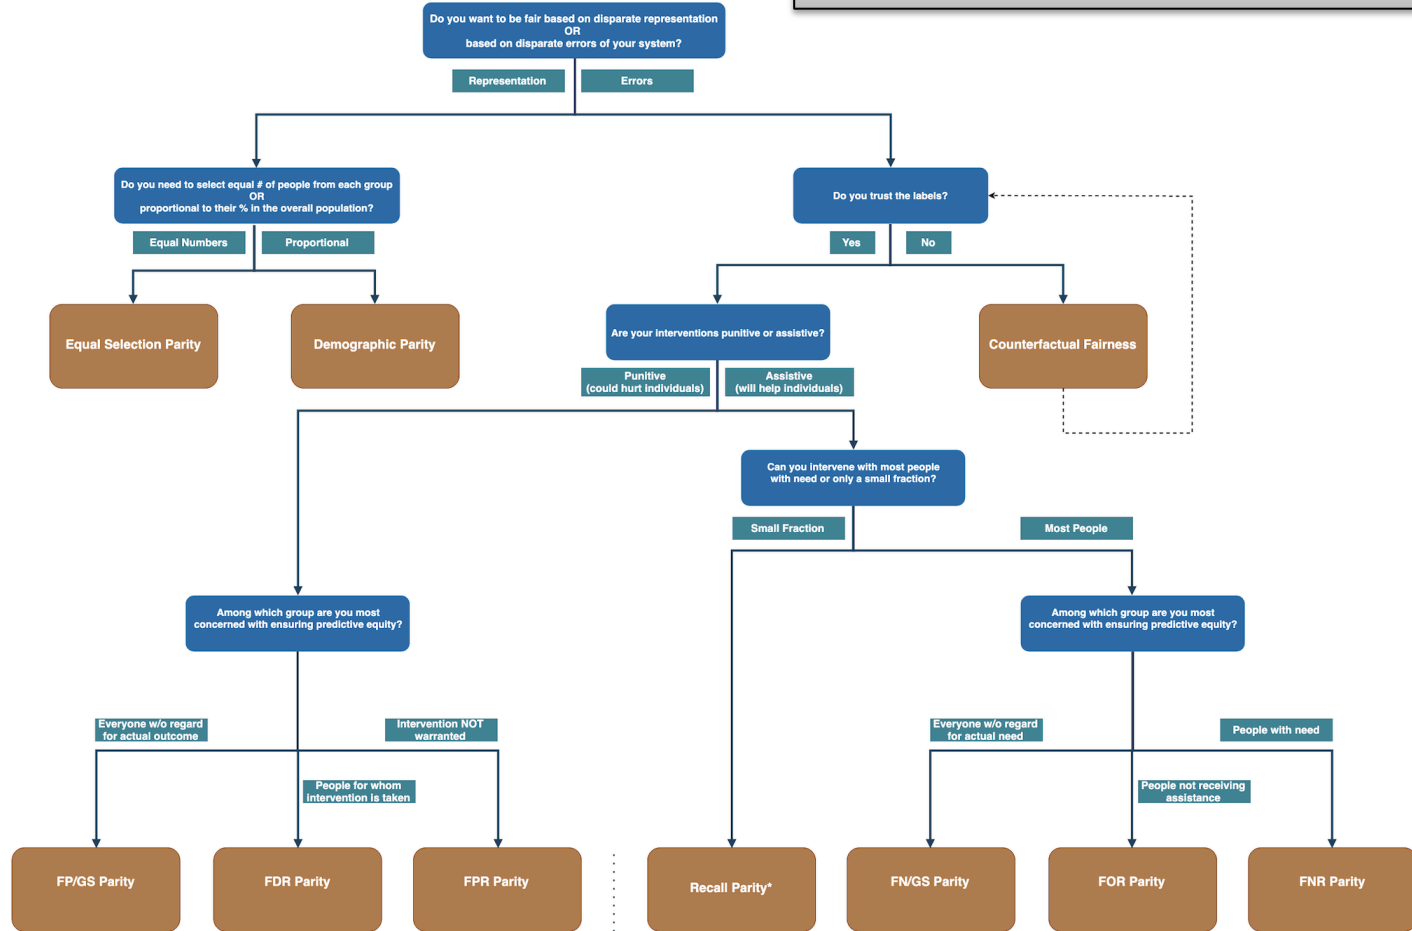 Do you want to be fair based on disparate representation
OR
based on disparate errors of your system?
Representation
Errors
Do you need to select equal # of people from each group
OR
proportional to their % in the overall population?
Do you trust the labels?
Equal Numbers
Proportional
Yes
No
Equal Selection Parity
Demographic Parity
Are your interventions punitive or assistive?
Counterfactual Fairness
Punitive
(could hurt individuals)
Assistive
(will help individuals)
Can you intervene with most people
with need or only a small fraction?
Small Fraction
Most People
Among which group are you most
concerned with ensuring predictive equity?
Among which group are you most
concerned with ensuring predictive equity?
Everyone w/o regard
for actual outcome
Intervention NOT
warranted
People for whom
intervention is taken
Everyone w/o regard
for actual need
People with need
People not receiving
assistance
FP/GS Parity
FDR Parity
FPR Parity
Recall Parity*
FN/GS Parity
FOR Parity
FNR Parity